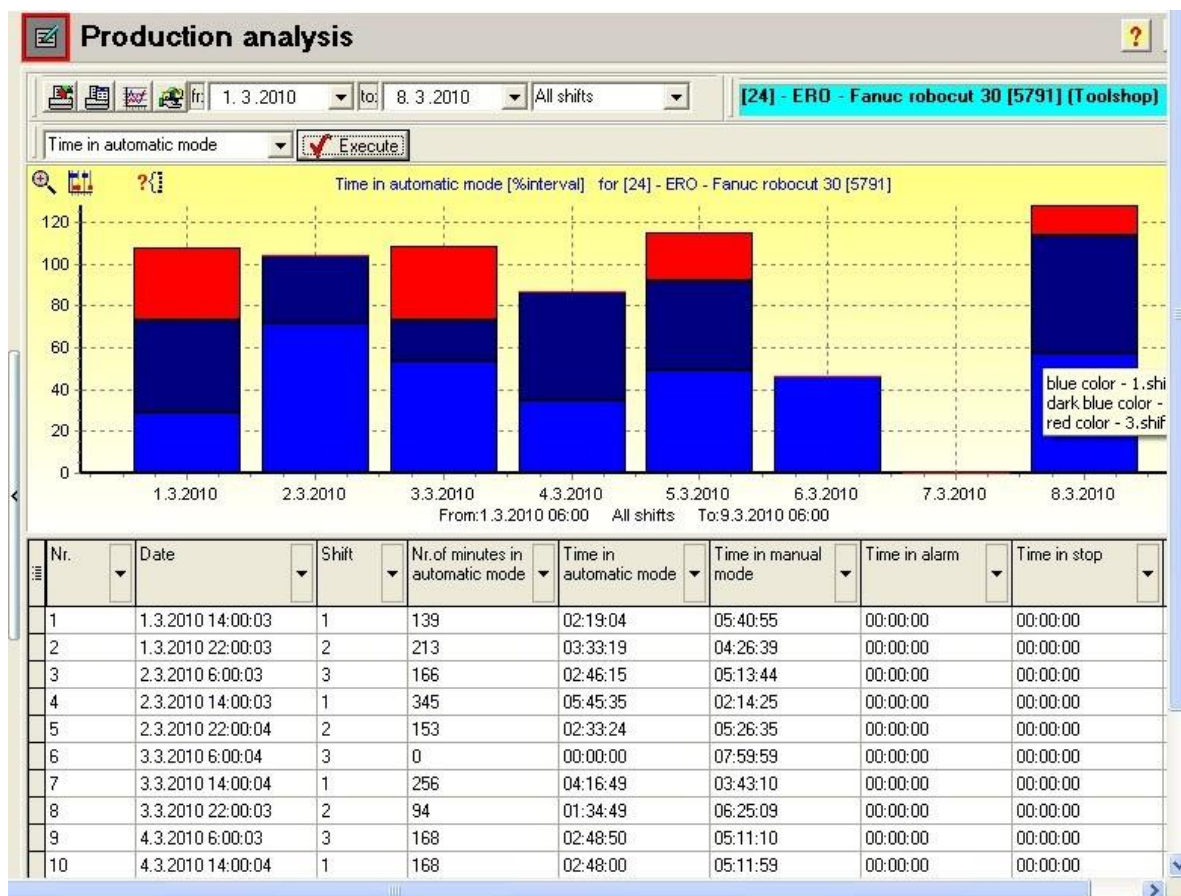 Production analysis
?
fr: 1. 3 .2010 to: 8. 3 .2010 All shifts [24] - ERO - Fanuc robocut 30 [5791] (Toolshop)
Time in automatic mode Execute
?{ Time in automatic mode [%interval] for [24] - ERO - Fanuc robocut 30 [5791]
120
100
80
60
40
20
0
blue color - 1.shi
dark blue color -
red color - 3.shif
1.3.2010 2.3.2010 3.3.2010 4.3.2010 5.3.2010 6.3.2010 7.3.2010 8.3.2010
From:1.3.2010 06:00 All shifts To:9.3.2010 06:00
Nr. Date Shift Nr.of minutes in automatic mode Time in automatic mode Time in manual mode Time in alarm Time in stop
1 1.3.2010 14:00:03 1 139 02:19:04 05:40:55 00:00:00 00:00:00
2 1.3.2010 22:00:03 2 213 03:33:19 04:26:39 00:00:00 00:00:00
3 2.3.2010 6:00:03 3 166 02:46:15 05:13:44 00:00:00 00:00:00
4 2.3.2010 14:00:03 1 345 05:45:35 02:14:25 00:00:00 00:00:00
5 2.3.2010 22:00:04 2 153 02:33:24 05:26:35 00:00:00 00:00:00
6 3.3.2010 6:00:04 3 0 00:00:00 07:59:59 00:00:00 00:00:00
7 3.3.2010 14:00:04 1 256 04:16:49 03:43:10 00:00:00 00:00:00
8 3.3.2010 22:00:03 2 94 01:34:49 06:25:09 00:00:00 00:00:00
9 4.3.2010 6:00:03 3 168 02:48:50 05:11:10 00:00:00 00:00:00
10 4.3.2010 14:00:04 1 168 02:48:00 05:11:59 00:00:00 00:00:00